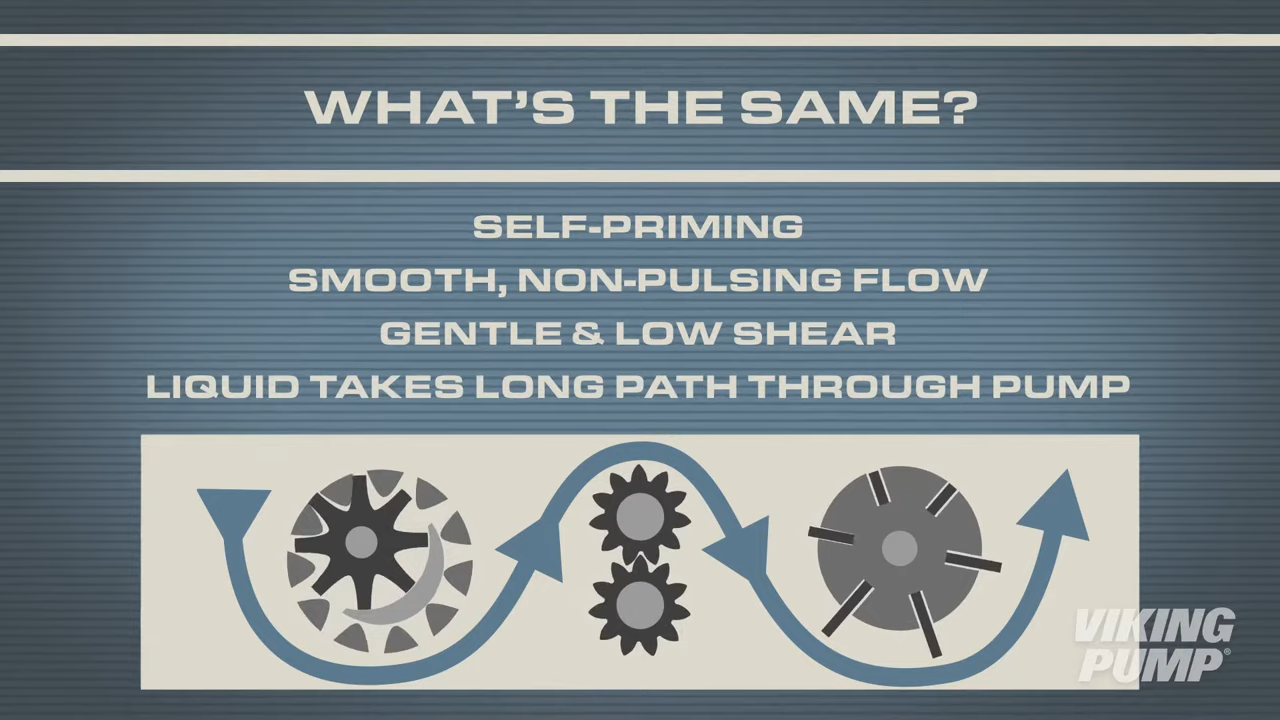 WHAT'S THE SAME?
SELF-PRIMING
SMOOTH, NON-PULSING FLOW
GENTLE & LOW SHEAR
LIQUID TAKES LONG PATH THROUGH PUMP
VIKING
PUMP®